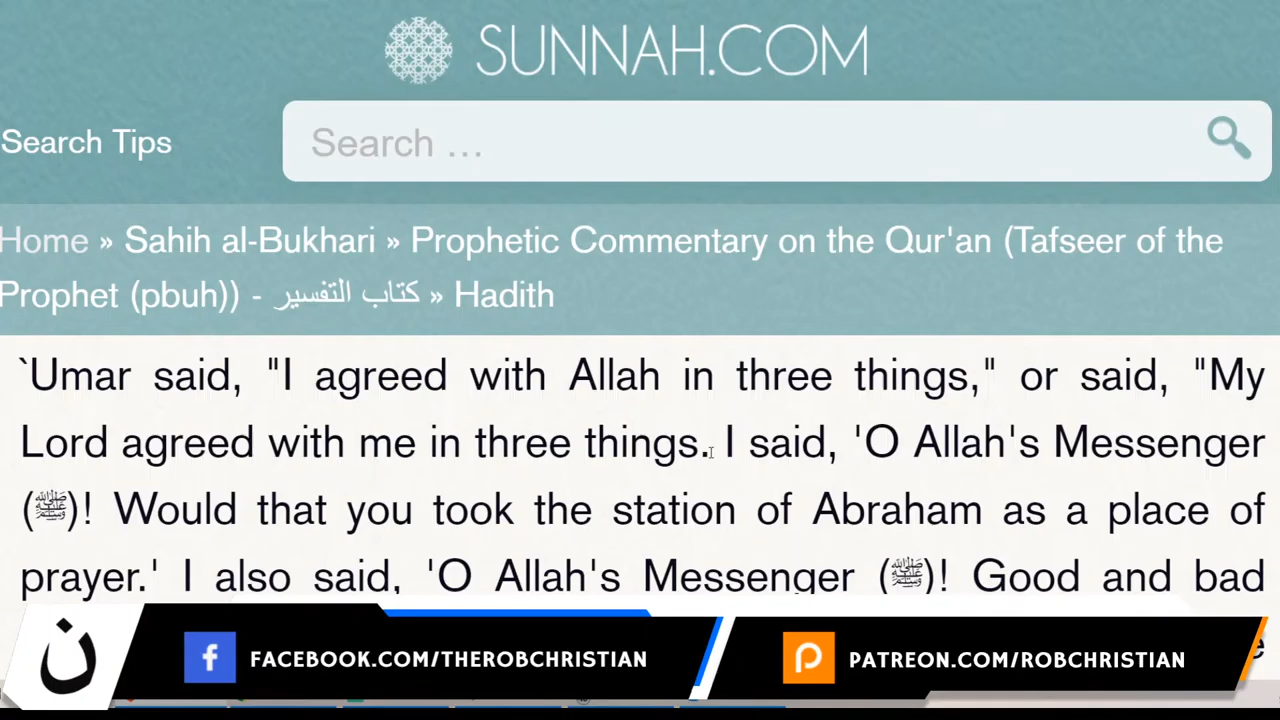 SUNNAH.COM
Search Tips
Search ...
Home » Sahih al-Bukhari » Prophetic Commentary on the Qur'an (Tafseer of the
Prophet (pbuh)) - كتاب التفسير » Hadith
`Umar said, "I agreed with Allah in three things," or said, "My
Lord agreed with me in three things. I said, 'O Allah's Messenger
(ﷺ)! Would that you took the station of Abraham as a place of
prayer.' I also said, 'O Allah's Messenger (ﷺ)! Good and bad
ن
f FACEBOOK.COM/THEROBCHRISTIAN
PATREON.COM/ROBCHRISTIAN